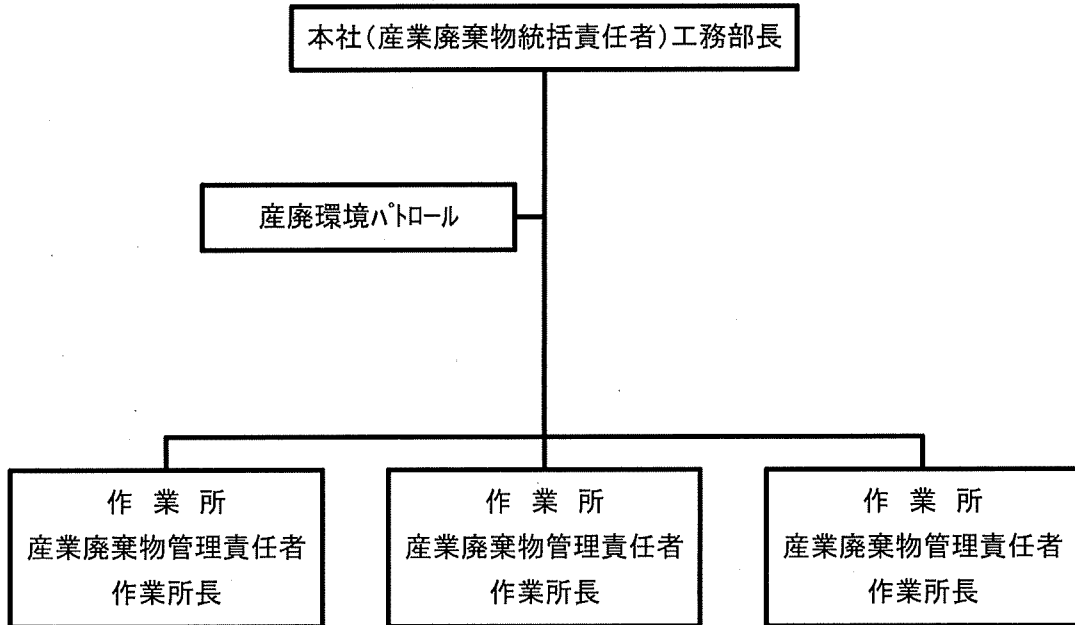 本社(産業廃棄物統括責任者)工務部長
産廃環境ﾊﾟﾄﾛｰﾙ
作 業 所
産業廃棄物管理責任者
作業所長
作 業 所
産業廃棄物管理責任者
作業所長
作 業 所
産業廃棄物管理責任者
作業所長